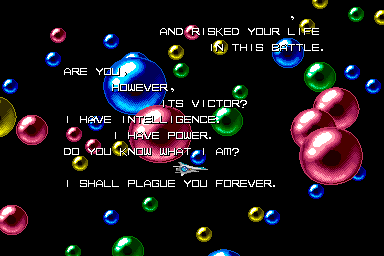 ,
AND RISKED YOUR LIFE
IN THIS BATTLE.
ARE YOU,
HOWEVER,
ITS VICTOR?
I HAVE INTELLIGENCE.
I HAVE POWER.
DO YOU KNOW WHAT I AM?
I SHALL PLAGUE YOU FOREVER.